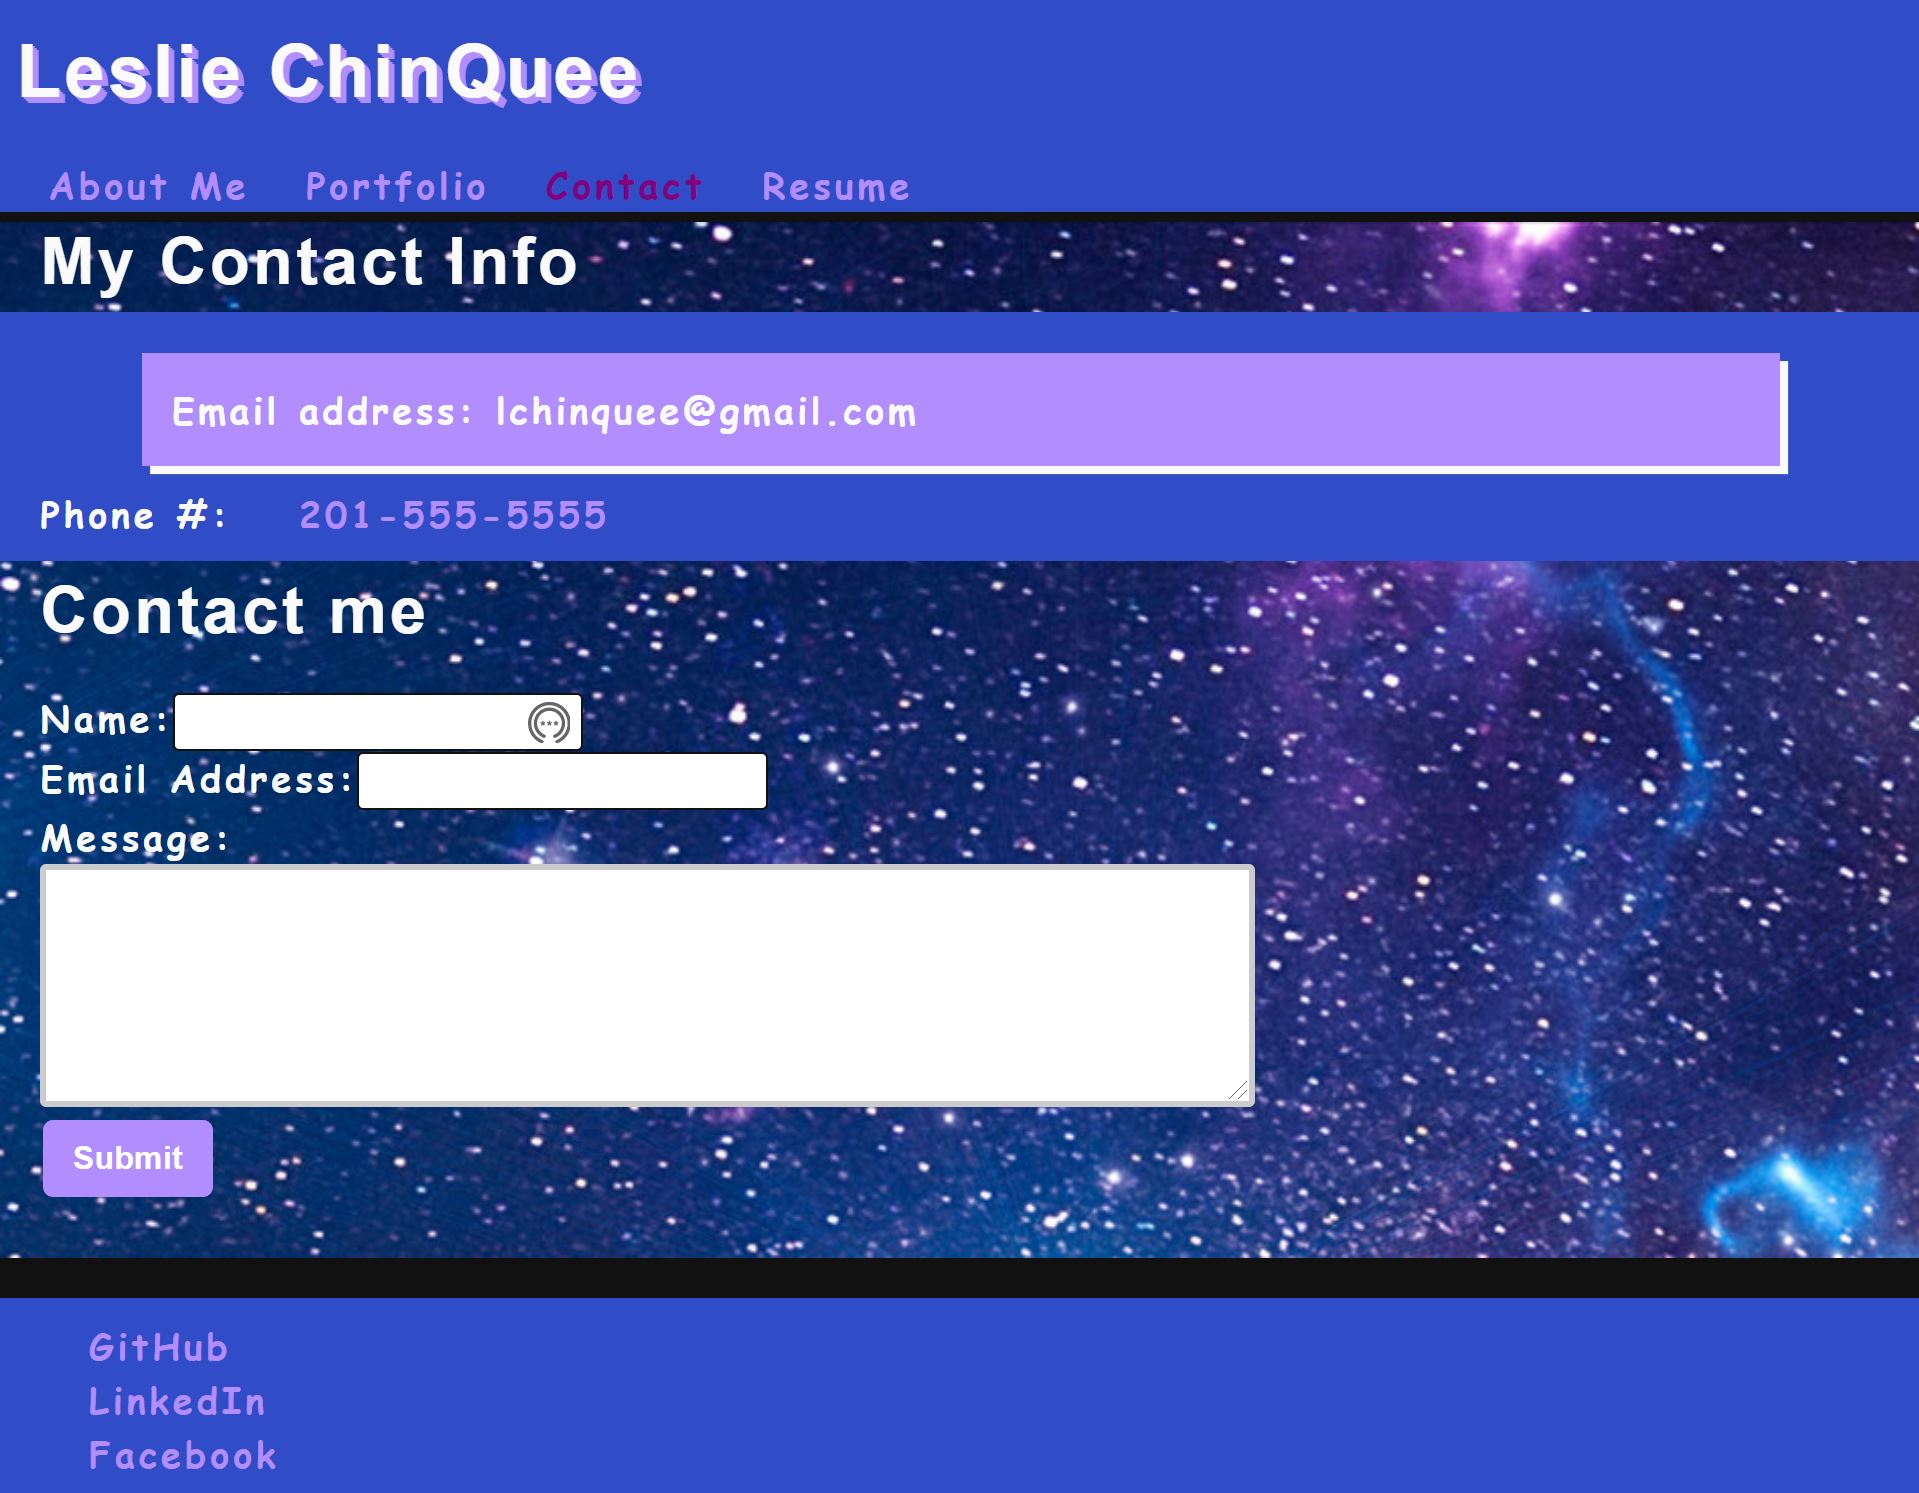 Leslie ChinQuee
About Me Portfolio Contact Resume
My Contact Info
Email address: lchinquee@gmail.com
Phone #: 201-555-5555
Contact me
Name:
Email Address:
Message:
Submit
GitHub
LinkedIn
Facebook